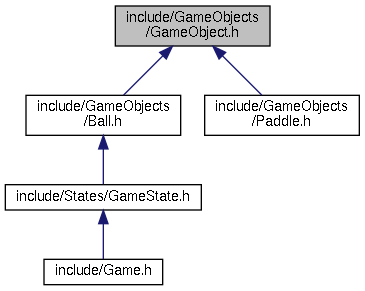 include/GameObjects
/GameObject.h
include/GameObjects
/Ball.h
include/GameObjects
/Paddle.h
include/States/GameState.h
include/Game.h